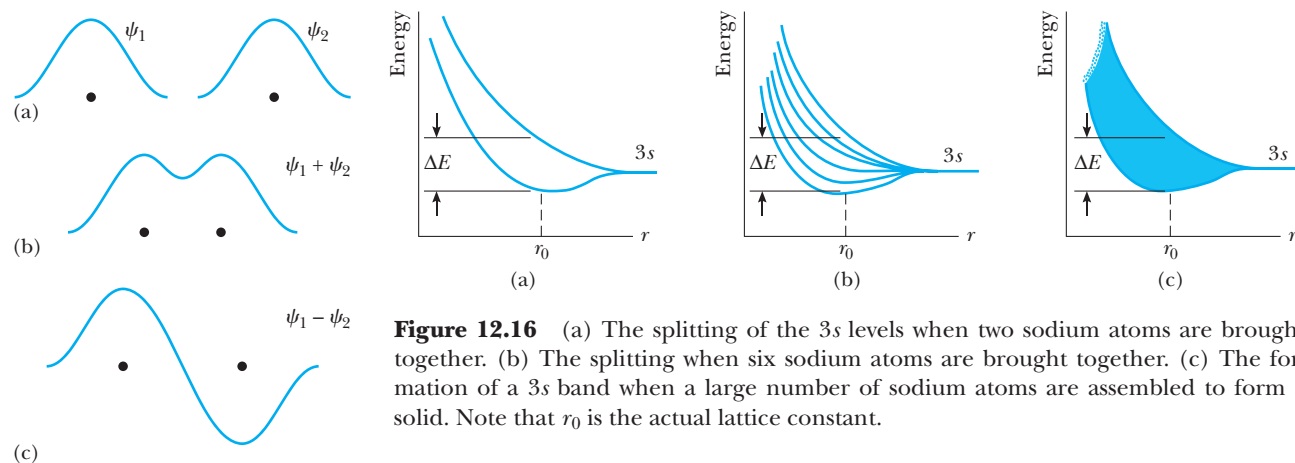 ψ₁
ψ₂
(a)
ψ₁ + ψ₂
(b)
ψ₁ − ψ₂
(c)
Energy
ΔE
3s
r₀
r
(a)
Energy
ΔE
3s
r₀
r
(b)
Energy
ΔE
3s
r₀
r
(c)
Figure 12.16 (a) The splitting of the 3s levels when two sodium atoms are brough
together. (b) The splitting when six sodium atoms are brought together. (c) The for-
mation of a 3s band when a large number of sodium atoms are assembled to form
solid. Note that r₀ is the actual lattice constant.